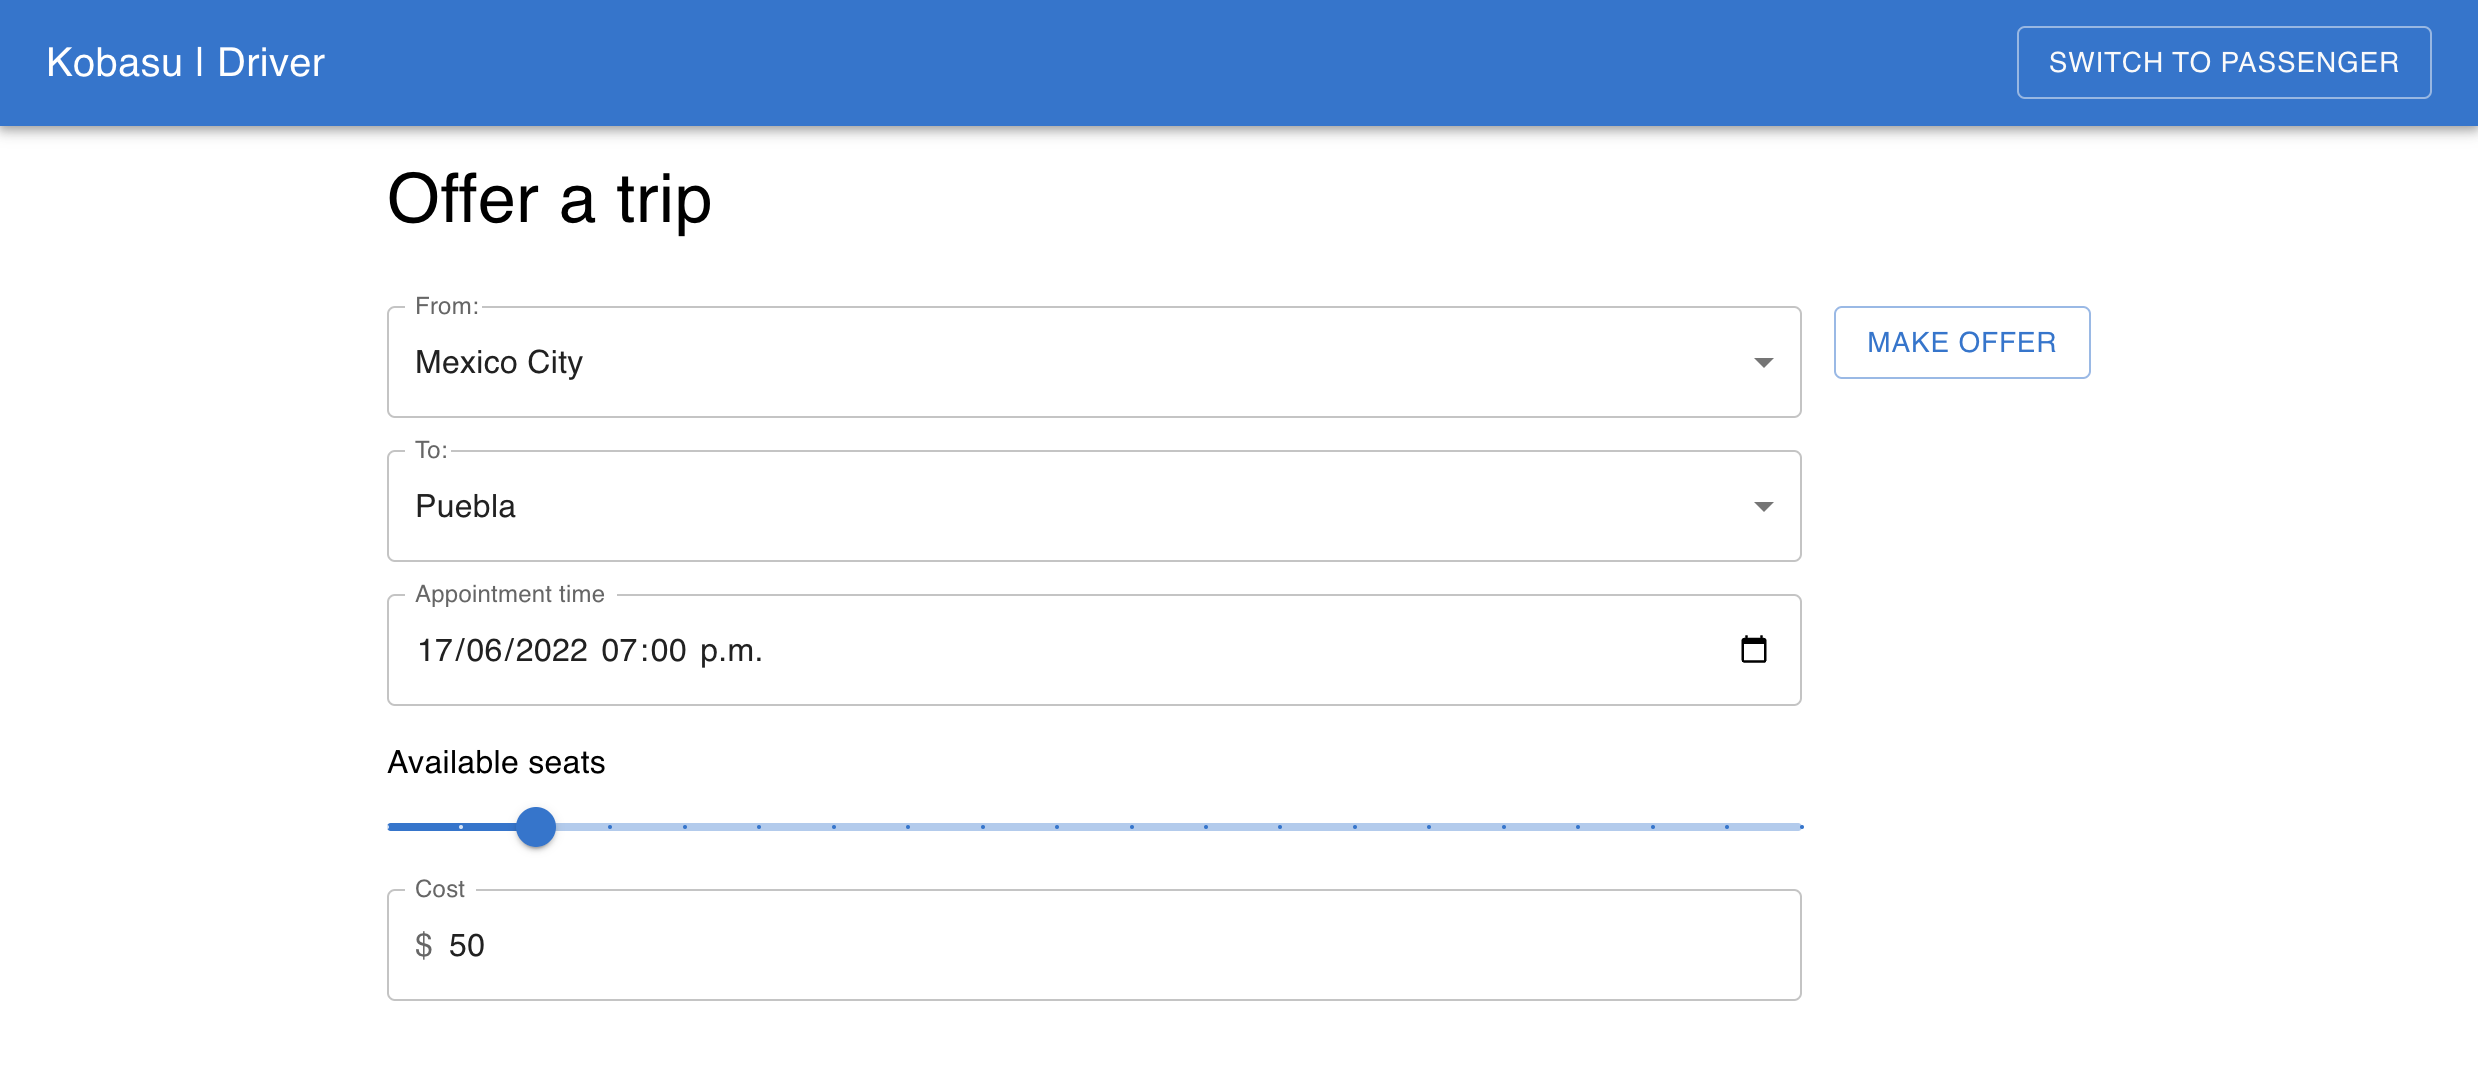 Kobasu | Driver
SWITCH TO PASSENGER
Offer a trip
From:
Mexico City
MAKE OFFER
To:
Puebla
Appointment time
17/06/2022 07:00 p.m.
Available seats
Cost
$ 50